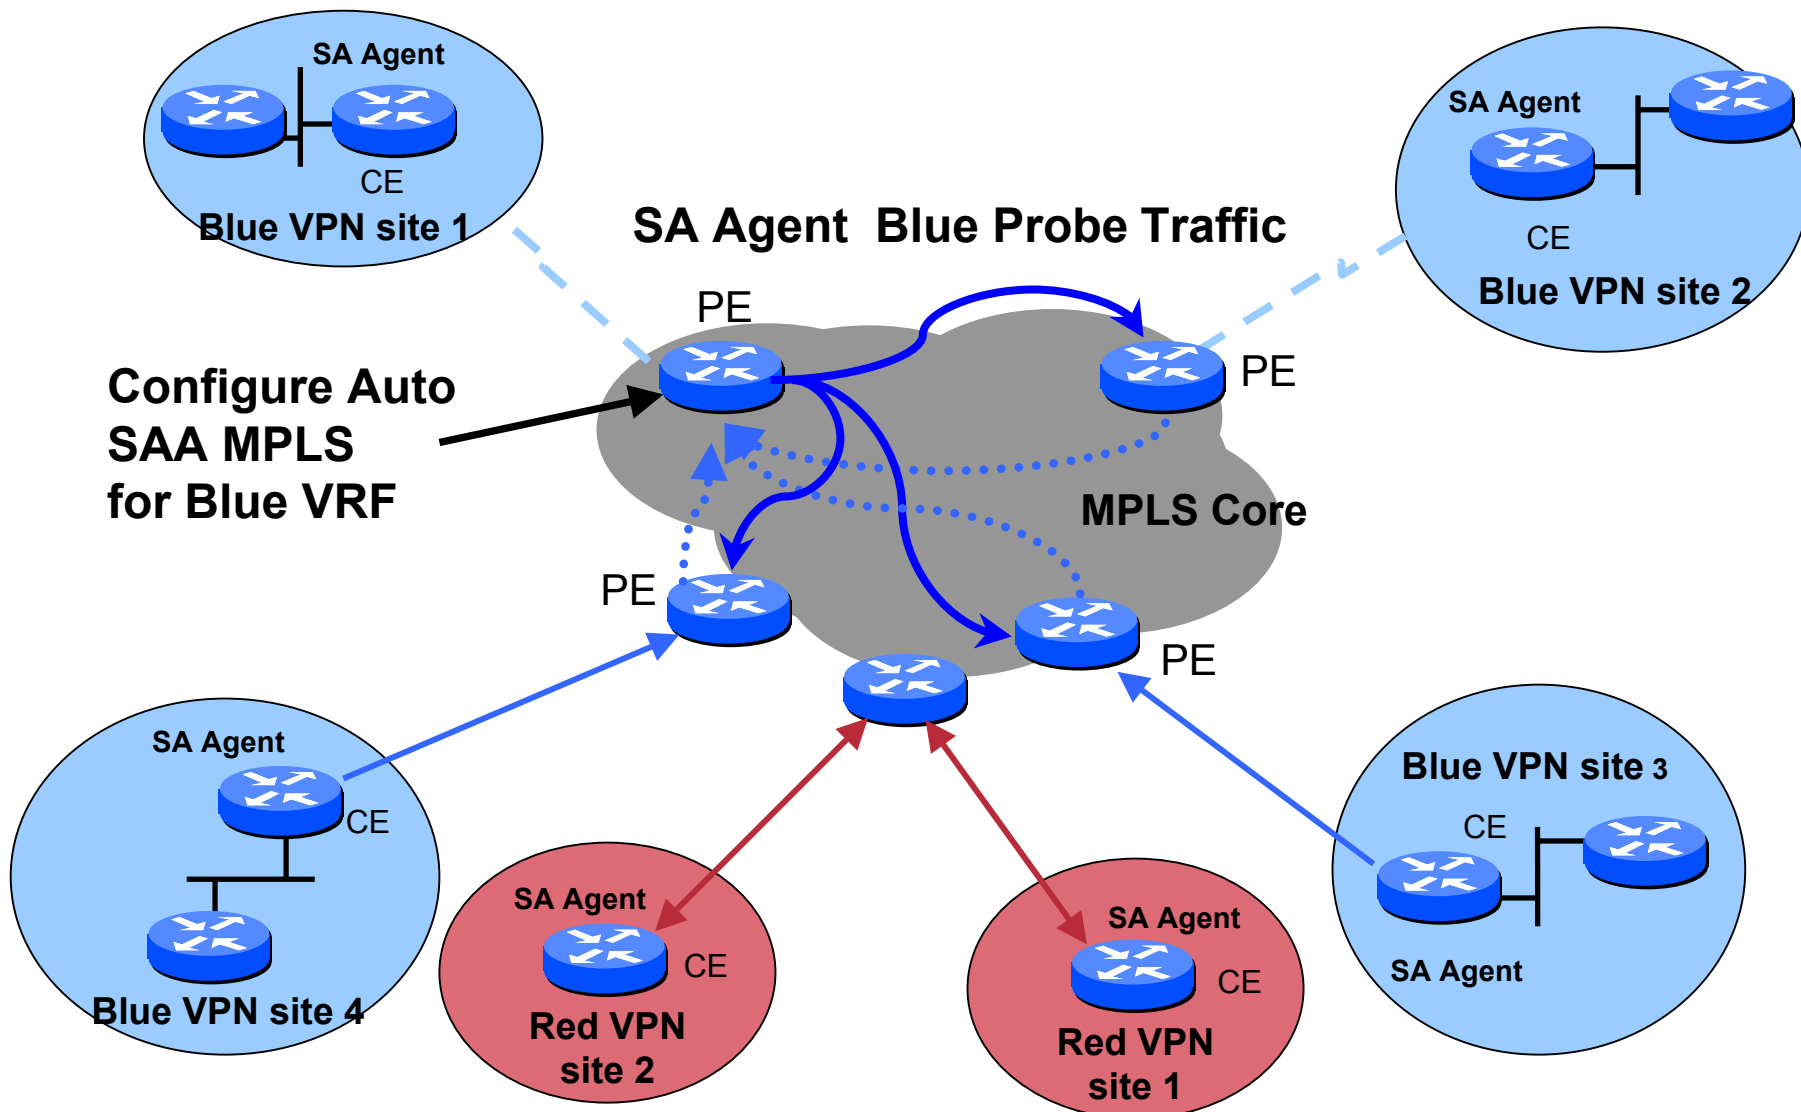 SA Agent
CE
Blue VPN site 1
SA Agent
CE
Blue VPN site 2
SA Agent  Blue Probe Traffic
PE
PE
Configure Auto
SAA MPLS
for Blue VRF
MPLS Core
PE
PE
SA Agent
CE
Blue VPN site 4
SA Agent
CE
Red VPN
site 2
SA Agent
CE
Red VPN
site 1
Blue VPN site 3
CE
SA Agent